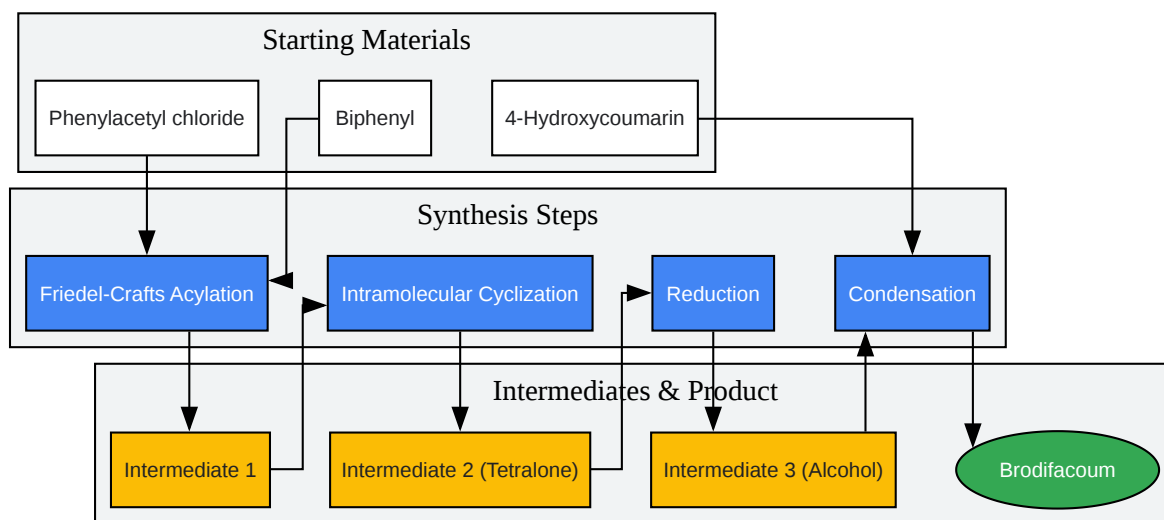 Starting Materials
Phenylacetyl chloride
Biphenyl
4-Hydroxycoumarin
Synthesis Steps
Friedel-Crafts Acylation
Intramolecular Cyclization
Reduction
Condensation
Intermediates & Product
Intermediate 1
Intermediate 2 (Tetralone)
Intermediate 3 (Alcohol)
Brodifacoum